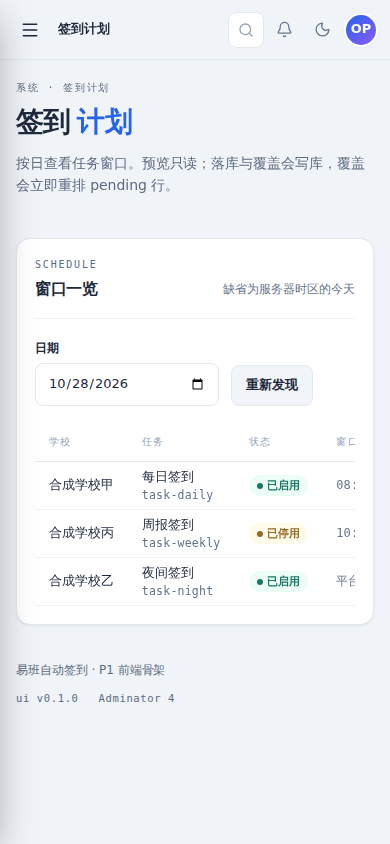 签到计划
OP
系统 · 签到计划
签到 计划
按日查看任务窗口。预览只读；落库与覆盖会写库，覆盖
会立即重排 pending 行。
SCHEDULE
窗口一览
缺省为服务器时区的今天
日期
10/28/2026
重新发现
学校 任务 状态 窗口
合成学校甲 每日签到 已启用 08:
task-daily
合成学校丙 周报签到 已停用 10:
task-weekly
合成学校乙 夜间签到 已启用 平台
task-night
易班自动签到 · P1 前端骨架
ui v0.1.0 Adminator 4